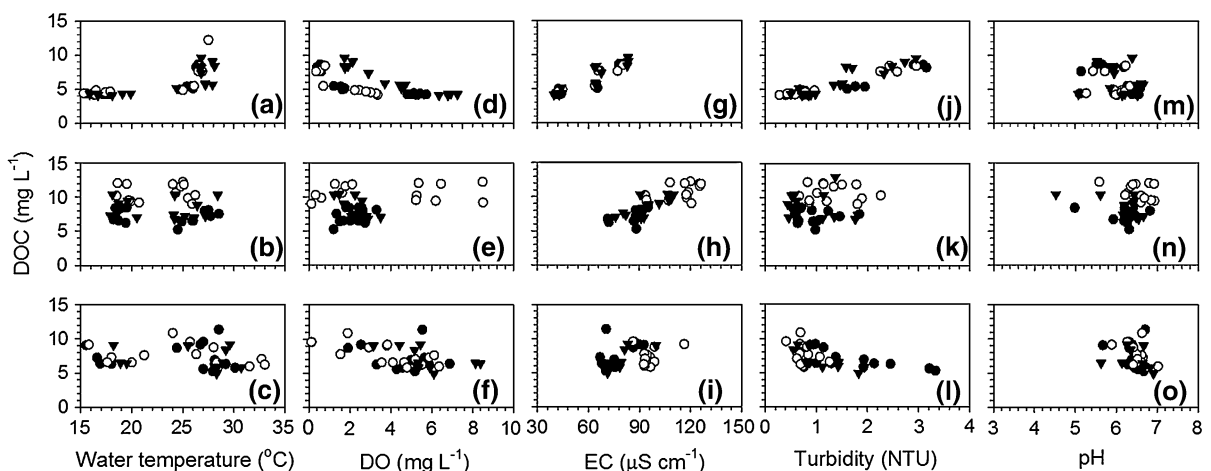 15
10
5
0
(a)
(d)
(g)
(j)
(m)
DOC (mg L⁻¹)
15
10
5
0
(b)
(e)
(h)
(k)
(n)
15
10
5
0
(c)
(f)
(i)
(l)
(o)
15 20 25 30 35
0 2 4 6 8 10
30 60 90 120 150
0 1 2 3 4
3 4 5 6 7 8
Water temperature (°C)
DO (mg L⁻¹)
EC (µS cm⁻¹)
Turbidity (NTU)
pH